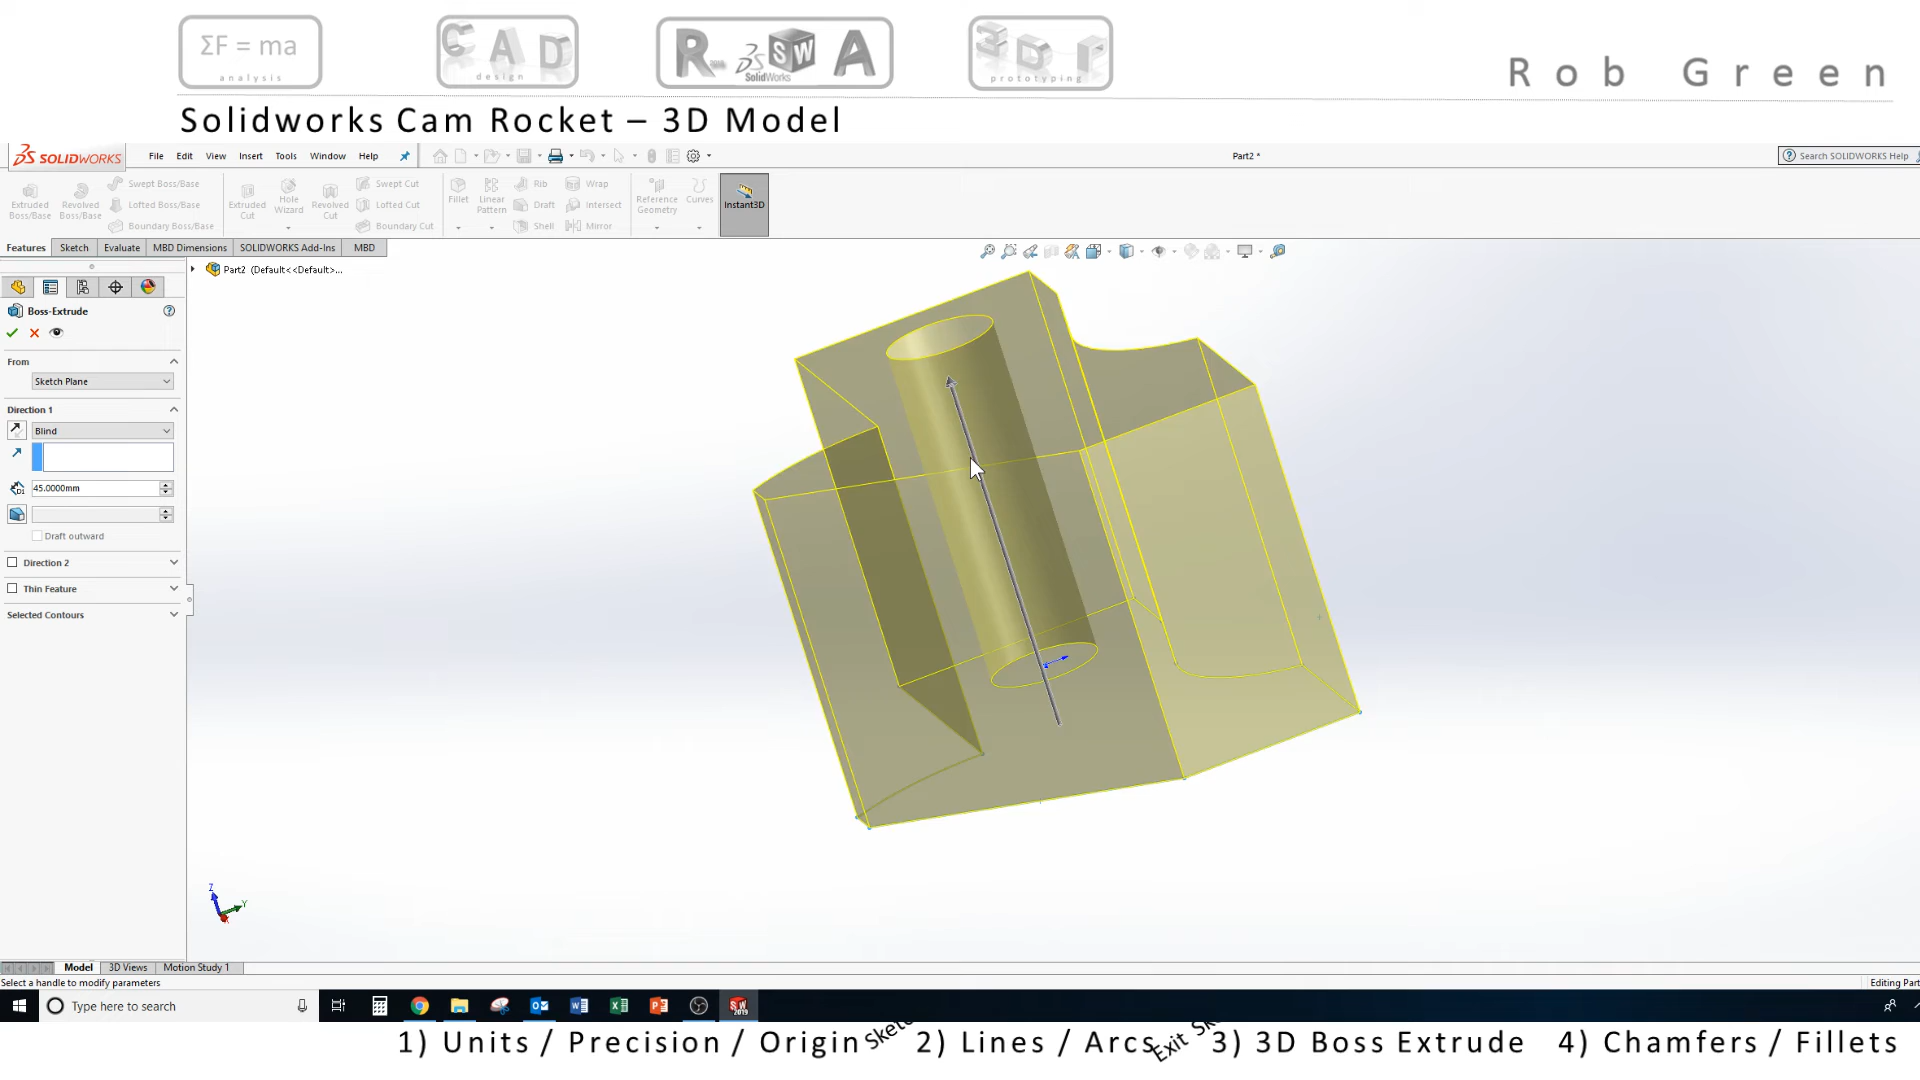 ΣF = ma
analysis
C A D
design
R SolidWorks A
3 D P
prototyping
Rob Green
Solidworks Cam Rocket – 3D Model
SOLIDWORKS
File Edit View Insert Tools Window Help
Part2 *
Search SOLIDWORKS Help
Extruded Boss/Base
Revolved Boss/Base
Swept Boss/Base
Lofted Boss/Base
Boundary Boss/Base
Extruded Cut
Hole Wizard
Revolved Cut
Swept Cut
Lofted Cut
Boundary Cut
Fillet
Linear Pattern
Rib
Draft
Shell
Wrap
Intersect
Mirror
Reference Geometry
Curves
Instant3D
Features Sketch Evaluate MBD Dimensions SOLIDWORKS Add-Ins MBD
Part2 (Default<<Default>...
Boss-Extrude
From
Sketch Plane
Direction 1
Blind
45.0000mm
Draft outward
Direction 2
Thin Feature
Selected Contours
Z
Y
Model 3D Views Motion Study 1
Select a handle to modify parameters
Editing Part
Type here to search
1) Units / Precision / Origin 2) Lines / Arcs Exit 3) 3D Boss Extrude 4) Chamfers / Fillets